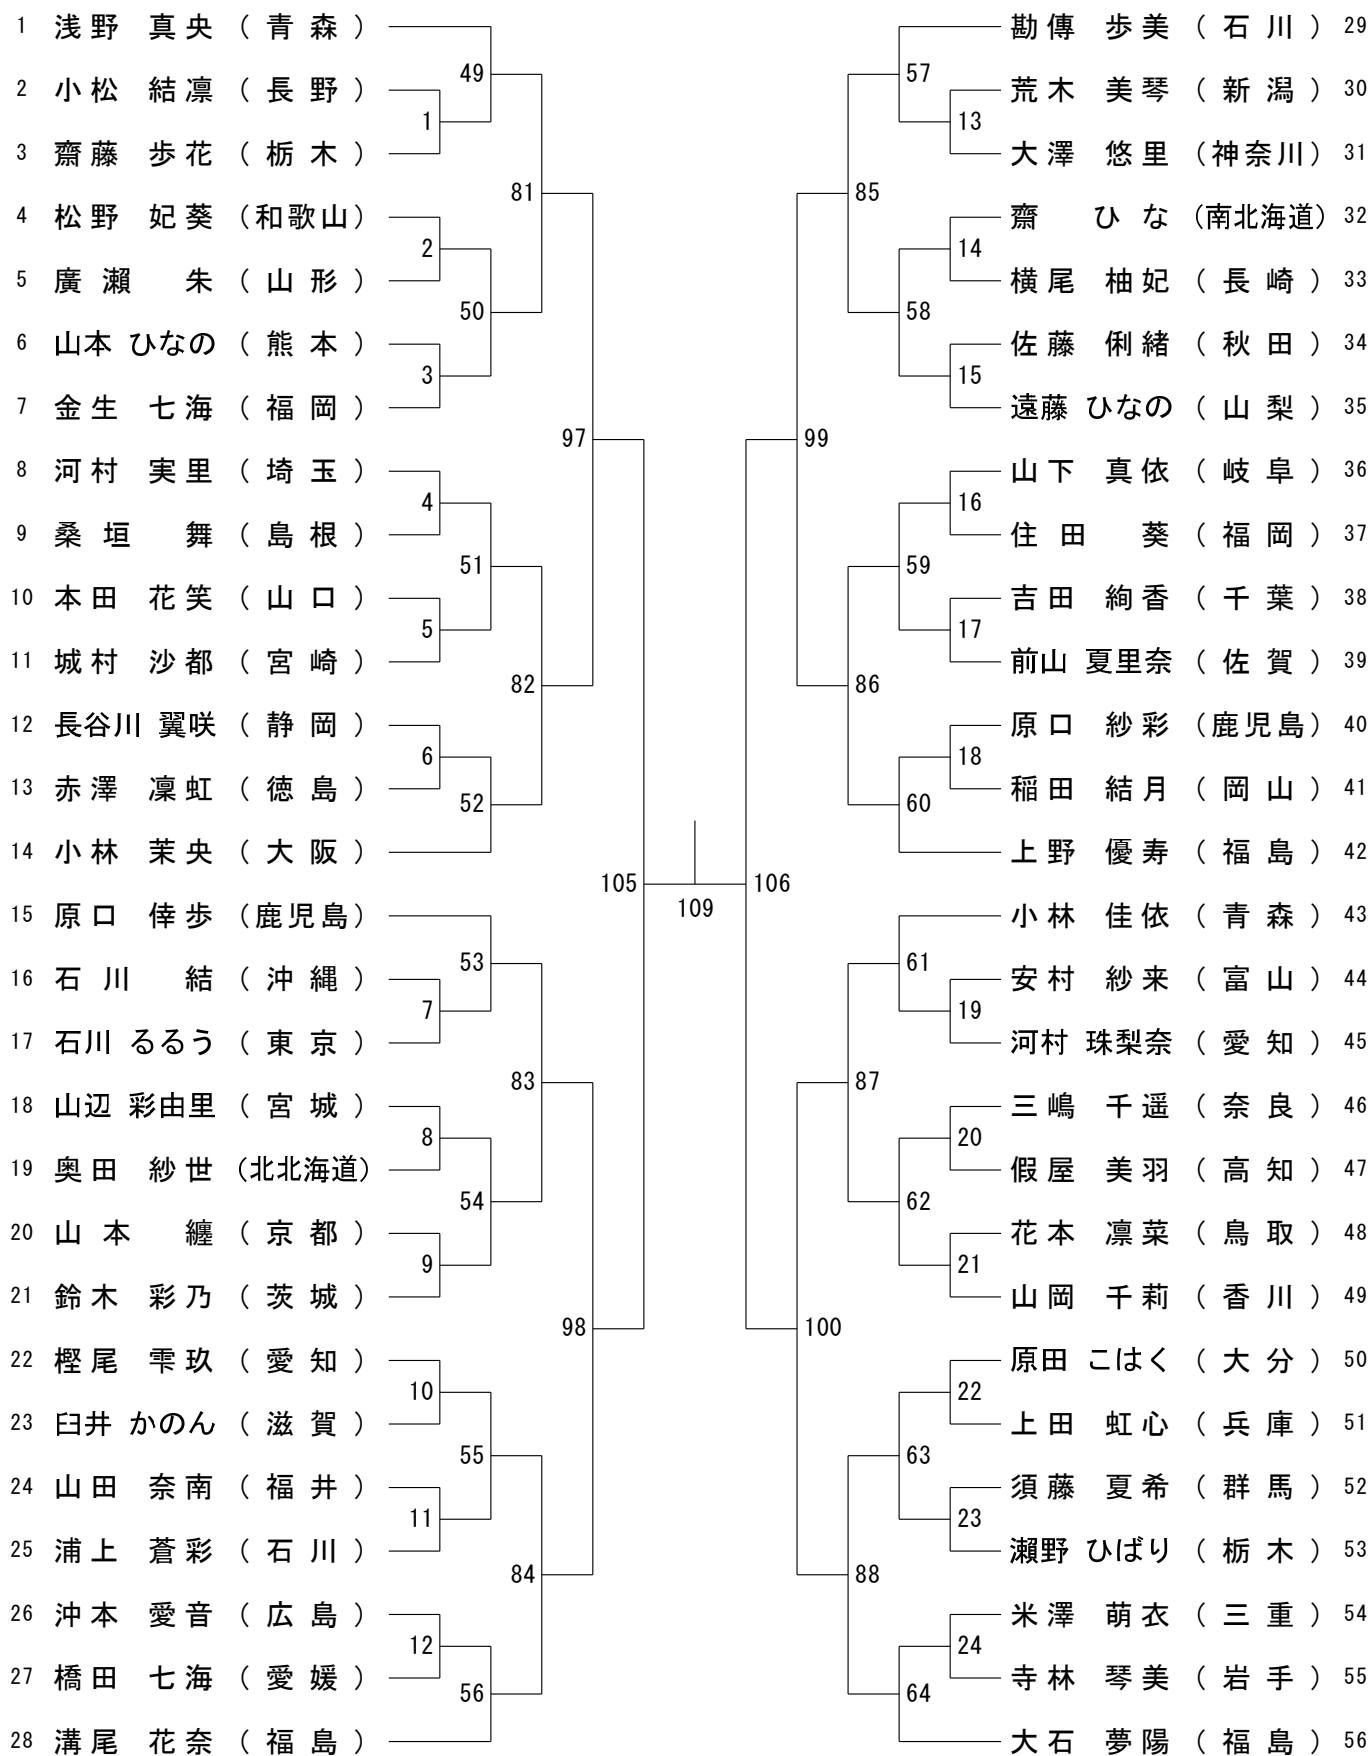 1 浅野 真央 (青森)
49
2 小松 結凛 (長野)
1
3 齋藤 歩花 (栃木)
81
4 松野 妃葵 (和歌山)
2
5 廣瀬 朱 (山形)
50
6 山本 ひなの (熊本)
3
7 金生 七海 (福岡)
97
8 河村 実里 (埼玉)
4
9 桑垣 舞 (島根)
51
10 本田 花笑 (山口)
5
11 城村 沙都 (宮崎)
82
12 長谷川 翼咲 (静岡)
6
13 赤澤 凜虹 (徳島)
52
14 小林 茉央 (大阪)
105
15 原口 倖歩 (鹿児島)
53
16 石川 結 (沖縄)
7
17 石川 るるう (東京)
83
18 山辺 彩由里 (宮城)
8
19 奥田 紗世 (北北海道)
54
20 山本 纏 (京都)
9
21 鈴木 彩乃 (茨城)
98
22 樫尾 雫玖 (愛知)
10
23 臼井 かのん (滋賀)
55
24 山田 奈南 (福井)
11
25 浦上 蒼彩 (石川)
84
26 沖本 愛音 (広島)
12
27 橋田 七海 (愛媛)
56
28 溝尾 花奈 (福島)
109
勘傳 歩美 (石川) 29
57
荒木 美琴 (新潟) 30
13
大澤 悠里 (神奈川) 31
85
齋 ひな (南北海道) 32
14
横尾 柚妃 (長崎) 33
58
佐藤 俐緒 (秋田) 34
15
遠藤 ひなの (山梨) 35
99
山下 真依 (岐阜) 36
16
住田 葵 (福岡) 37
59
吉田 絢香 (千葉) 38
17
前山 夏里奈 (佐賀) 39
86
原口 紗彩 (鹿児島) 40
18
稲田 結月 (岡山) 41
60
上野 優寿 (福島) 42
106
小林 佳依 (青森) 43
61
安村 紗来 (富山) 44
19
河村 珠梨奈 (愛知) 45
87
三嶋 千遥 (奈良) 46
20
假屋 美羽 (高知) 47
62
花本 凛菜 (鳥取) 48
21
山岡 千莉 (香川) 49
100
原田 こはく (大分) 50
22
上田 虹心 (兵庫) 51
63
須藤 夏希 (群馬) 52
23
瀬野 ひばり (栃木) 53
88
米澤 萌衣 (三重) 54
24
寺林 琴美 (岩手) 55
64
大石 夢陽 (福島) 56